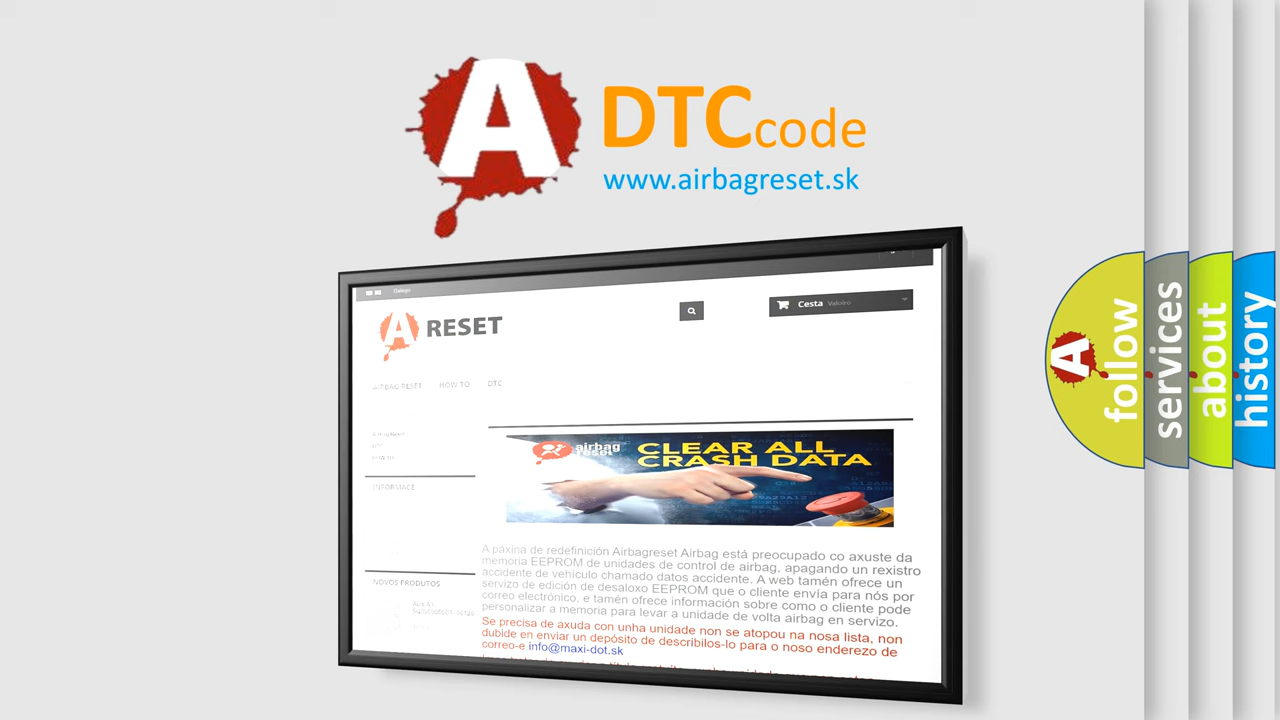 A DTCcode
www.airbagreset.sk
Galego
A RESET
Cesta Valeiro
AIRBAG RESET HOW TO DTC
INFORMACE
NOVOS PRODUTOS
airbag
reset
CLEAR ALL
CRASH DATA
A páxina de redefinición Airbagreset Airbag está preocupado co axuste da
memoria EEPROM de unidades de control de airbag, apagando un rexistro
accidente de vehículo chamado datos accidente. A web tamén ofrece un
servizo de edición de desaloxo EEPROM que o cliente envía para nós por
correo electrónico, e tamén ofrece información sobre como o cliente pode
personalizar a memoria para levar a unidade de volta airbag en servizo.
Se precisa de axuda con unha unidade non se atopou na nosa lista, non
dubide en enviar un depósito de describilos-lo para o noso enderezo de
correo-e info@maxi-dot.sk
A follow
services
about
history